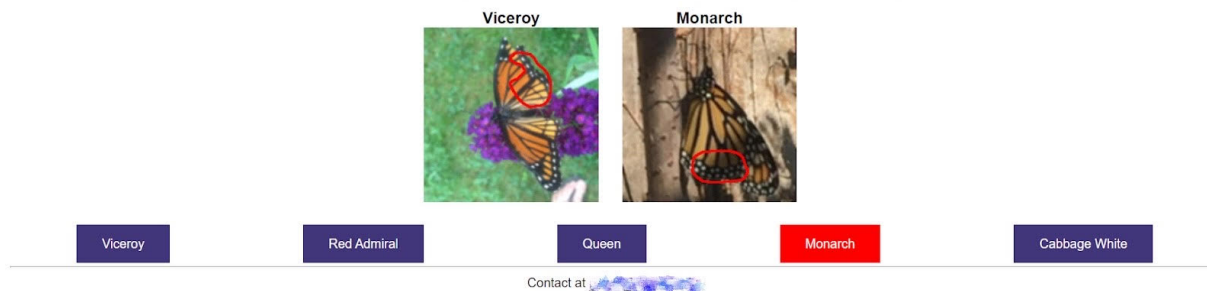 Viceroy Monarch
Viceroy Red Admiral Queen Monarch Cabbage White
Contact at